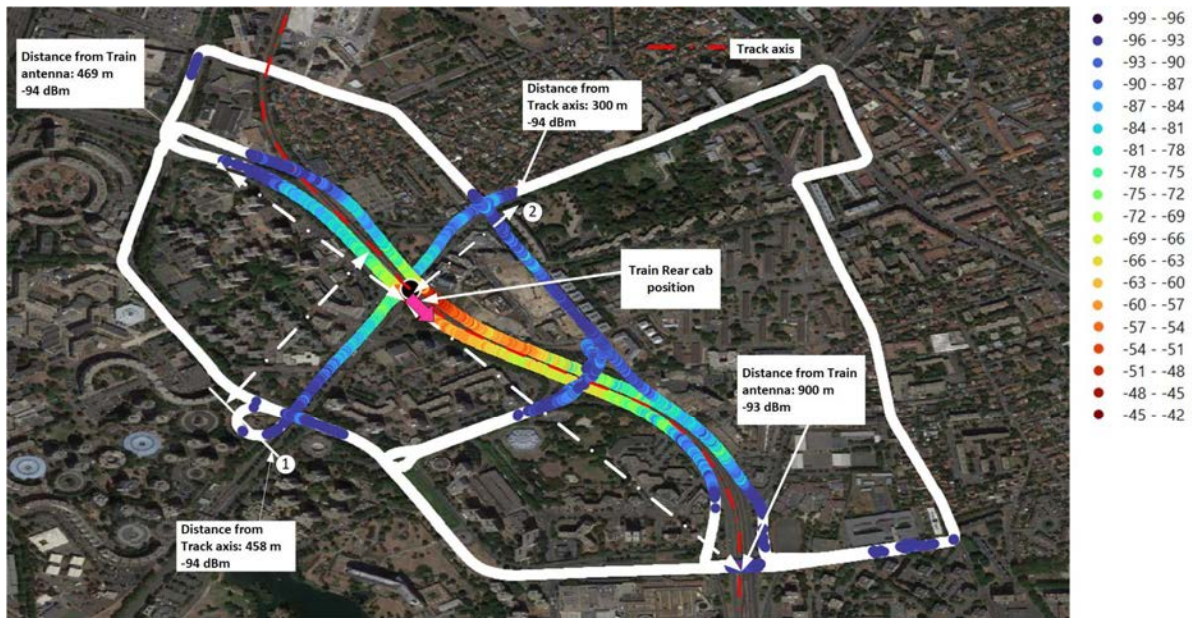 Distance from Train
antenna: 469 m
-94 dBm
Track axis
Distance from
Track axis: 300 m
-94 dBm
2
Train Rear cab
position
Distance from Train
antenna: 900 m
-93 dBm
1
Distance from
Track axis: 458 m
-94 dBm
-99 - -96
-96 - -93
-93 - -90
-90 - -87
-87 - -84
-84 - -81
-81 - -78
-78 - -75
-75 - -72
-72 - -69
-69 - -66
-66 - -63
-63 - -60
-60 - -57
-57 - -54
-54 - -51
-51 - -48
-48 - -45
-45 - -42